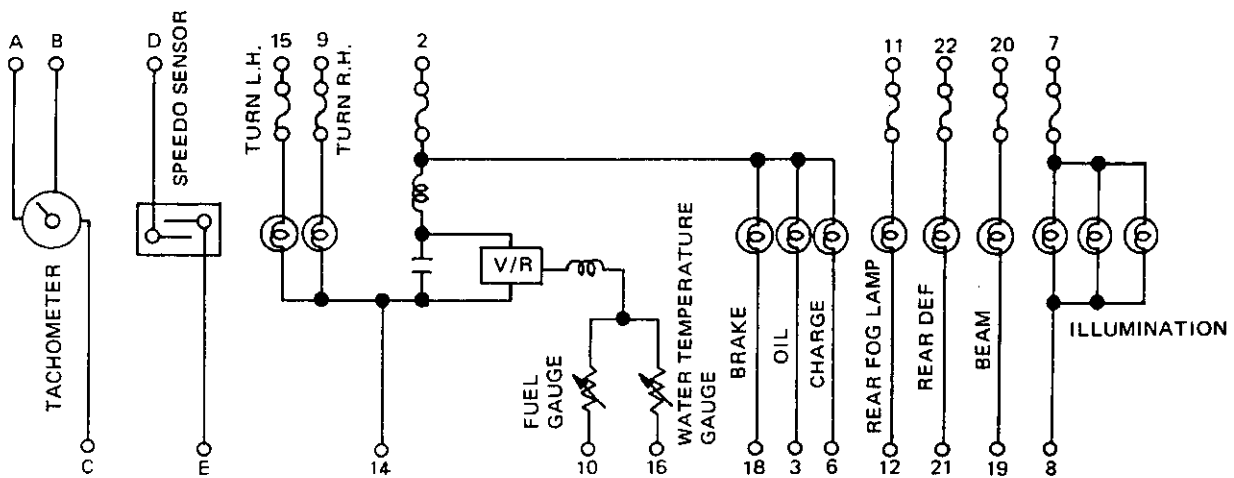 A
B
C
TACHOMETER
D
SPEEDO SENSOR
E
15
TURN L.H.
9
TURN R.H.
14
2
V/R
FUEL
GAUGE
10
WATER TEMPERATURE
GAUGE
16
BRAKE
18
OIL
3
CHARGE
6
11
REAR FOG LAMP
12
22
REAR DEF
21
20
BEAM
19
7
ILLUMINATION
8